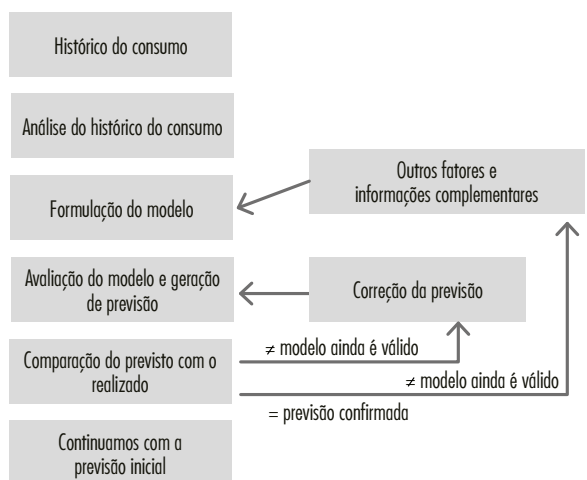 Histórico do consumo
Análise do histórico do consumo
Outros fatores e
informações complementares
Formulação do modelo
Avaliação do modelo e geração
de previsão
Correção da previsão
Comparação do previsto com o
realizado
≠ modelo ainda é válido
≠ modelo ainda é válido
= previsão confirmada
Continuamos com a
previsão inicial